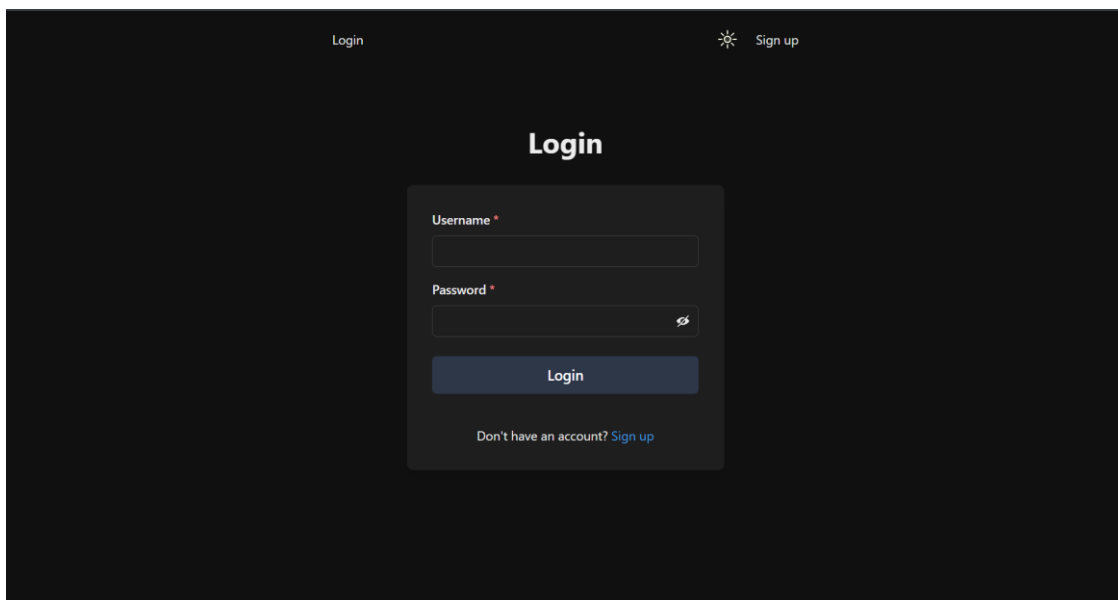 Login
Sign up
Login
Username *
Password *
Login
Don't have an account? Sign up